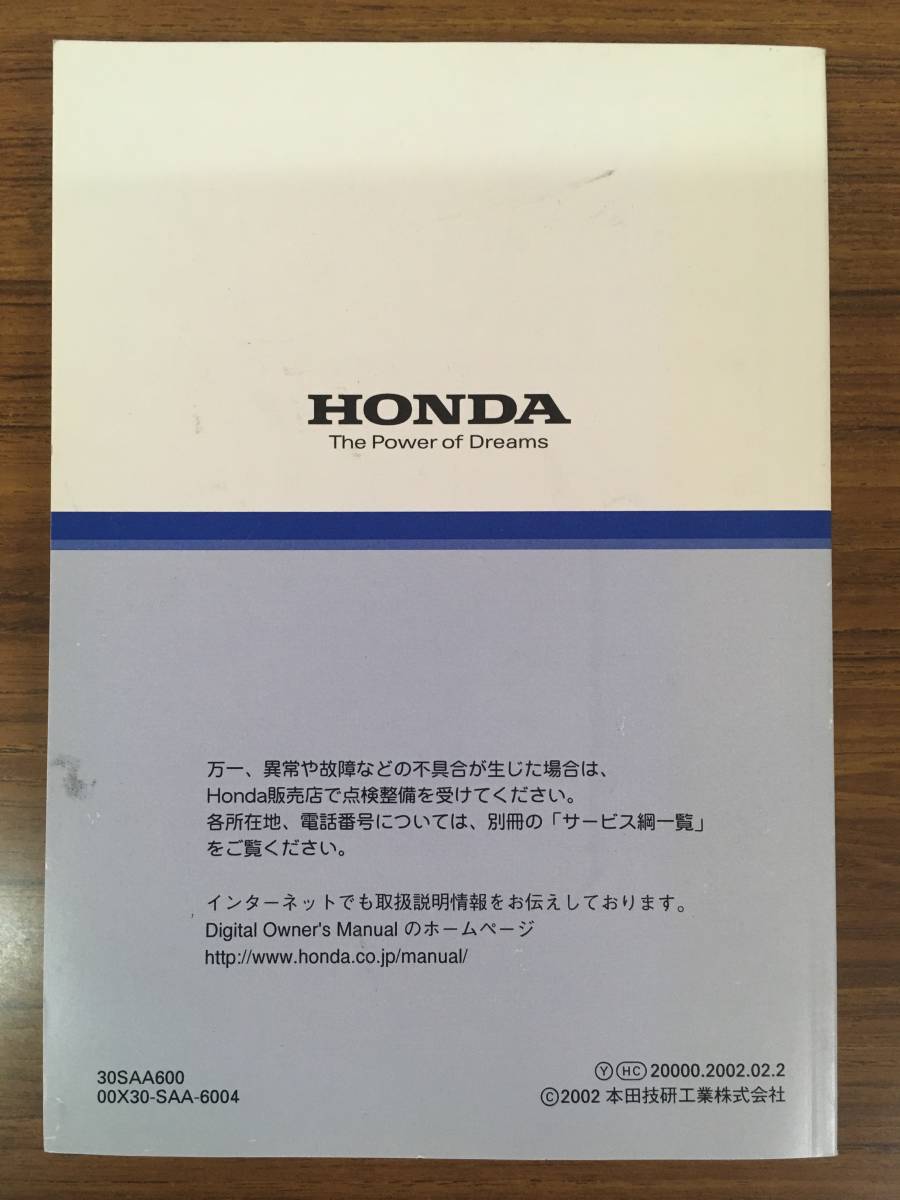 HONDA
The Power of Dreams
万一、異常や故障などの不具合が生じた場合は、
Honda販売店で点検整備を受けてください。
各所在地、電話番号については、別冊の「サービス網一覧」
をご覧ください。
インターネットでも取扱説明情報をお伝えしております。
Digital Owner's Manual のホームページ
http://www.honda.co.jp/manual/
30SAA600
00X30-SAA-6004
Ⓨ HC 20000.2002.02.2
©2002 本田技研工業株式会社